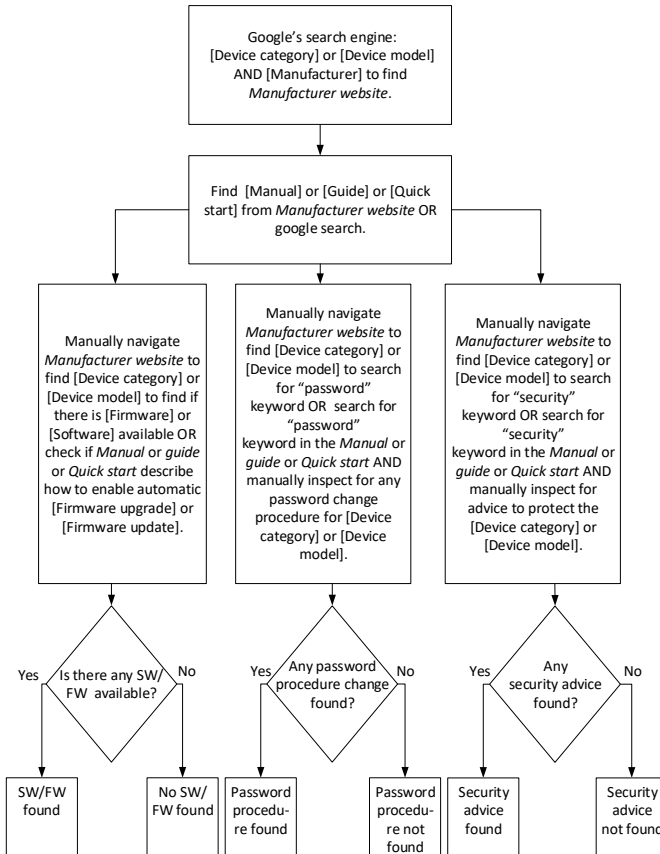 Google's search engine:
[Device category] or [Device model]
AND [Manufacturer] to find
Manufacturer website.
Find [Manual] or [Guide] or [Quick
start] from Manufacturer website OR
google search.
Manually navigate
Manufacturer website to
find [Device category] or
[Device model] to find if
there is [Firmware] or
[Software] available OR
check if Manual or guide
or Quick start describe
how to enable automatic
[Firmware upgrade] or
[Firmware update].
Manually navigate
Manufacturer website to
find [Device category] or
[Device model] to search
for “password”
keyword OR search for
“password”
keyword in the Manual or
guide or Quick start AND
manually inspect for any
password change
procedure for [Device
category] or [Device
model].
Manually navigate
Manufacturer website to
find [Device category] or
[Device model] to search
for “security”
keyword OR search for
“security”
keyword in the Manual or
guide or Quick start AND
manually inspect for
advice to protect the
[Device category] or
[Device model].
Yes
Is there any SW/
FW available?
No
Yes
Any password
procedure change
found?
No
Yes
Any
security advice
found?
No
SW/FW
found
No SW/
FW found
Password
procedu-
re found
Password
procedu-
re not
found
Security
advice
found
Security
advice
not found